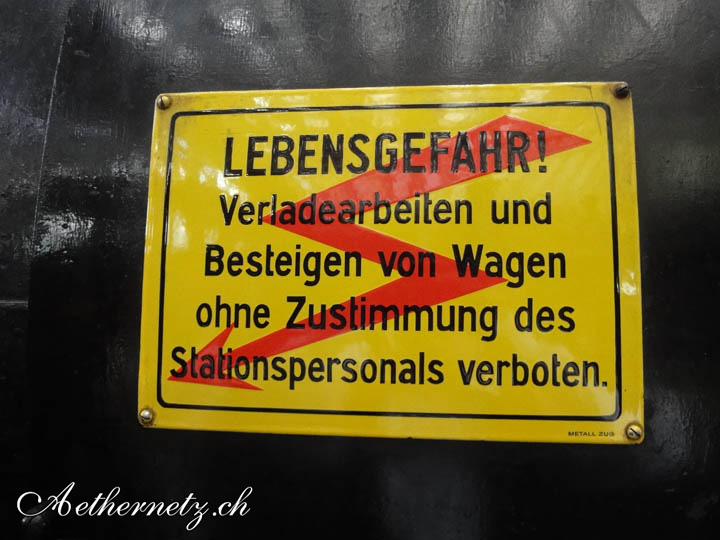 LEBENSGEFAHR!
Verladearbeiten und
Besteigen von Wagen
ohne Zustimmung des
Stationspersonals verboten.
METALL ZUG
Aethernetz.ch